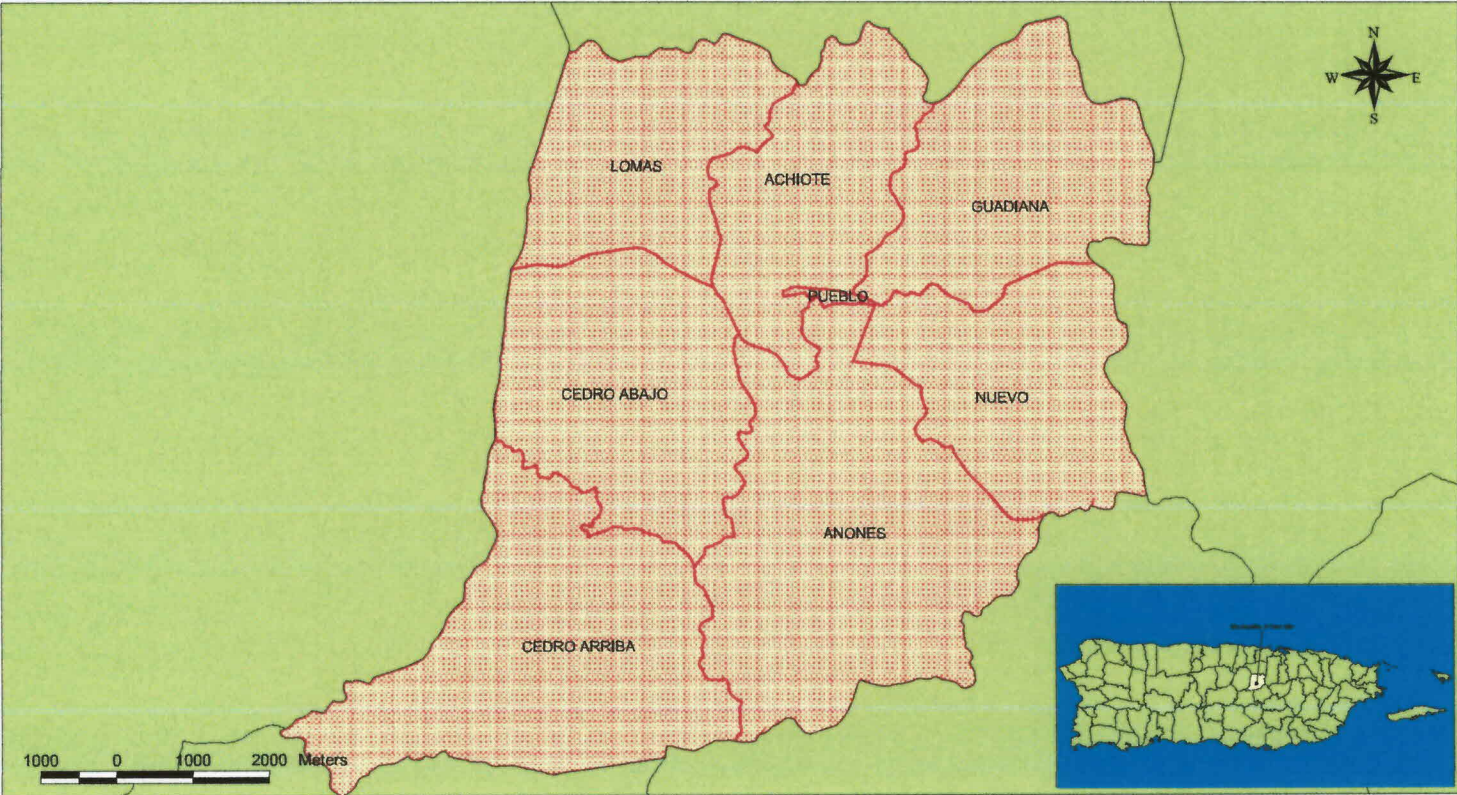 N
W E
S
LOMAS
ACHIOTE
GUADIANA
PUEBLO
CEDRO ABAJO
NUEVO
ANONES
CEDRO ARRIBA
1000 0 1000 2000 Meters